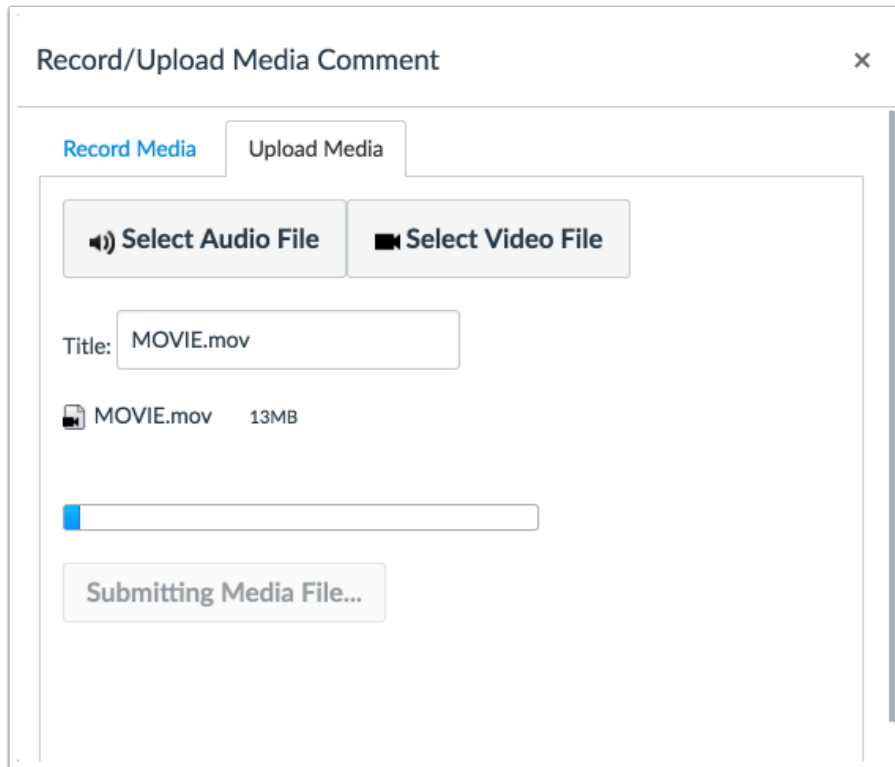 Record/Upload Media Comment ×
Record Media Upload Media
Select Audio File Select Video File
Title: MOVIE.mov
MOVIE.mov 13MB
Submitting Media File...